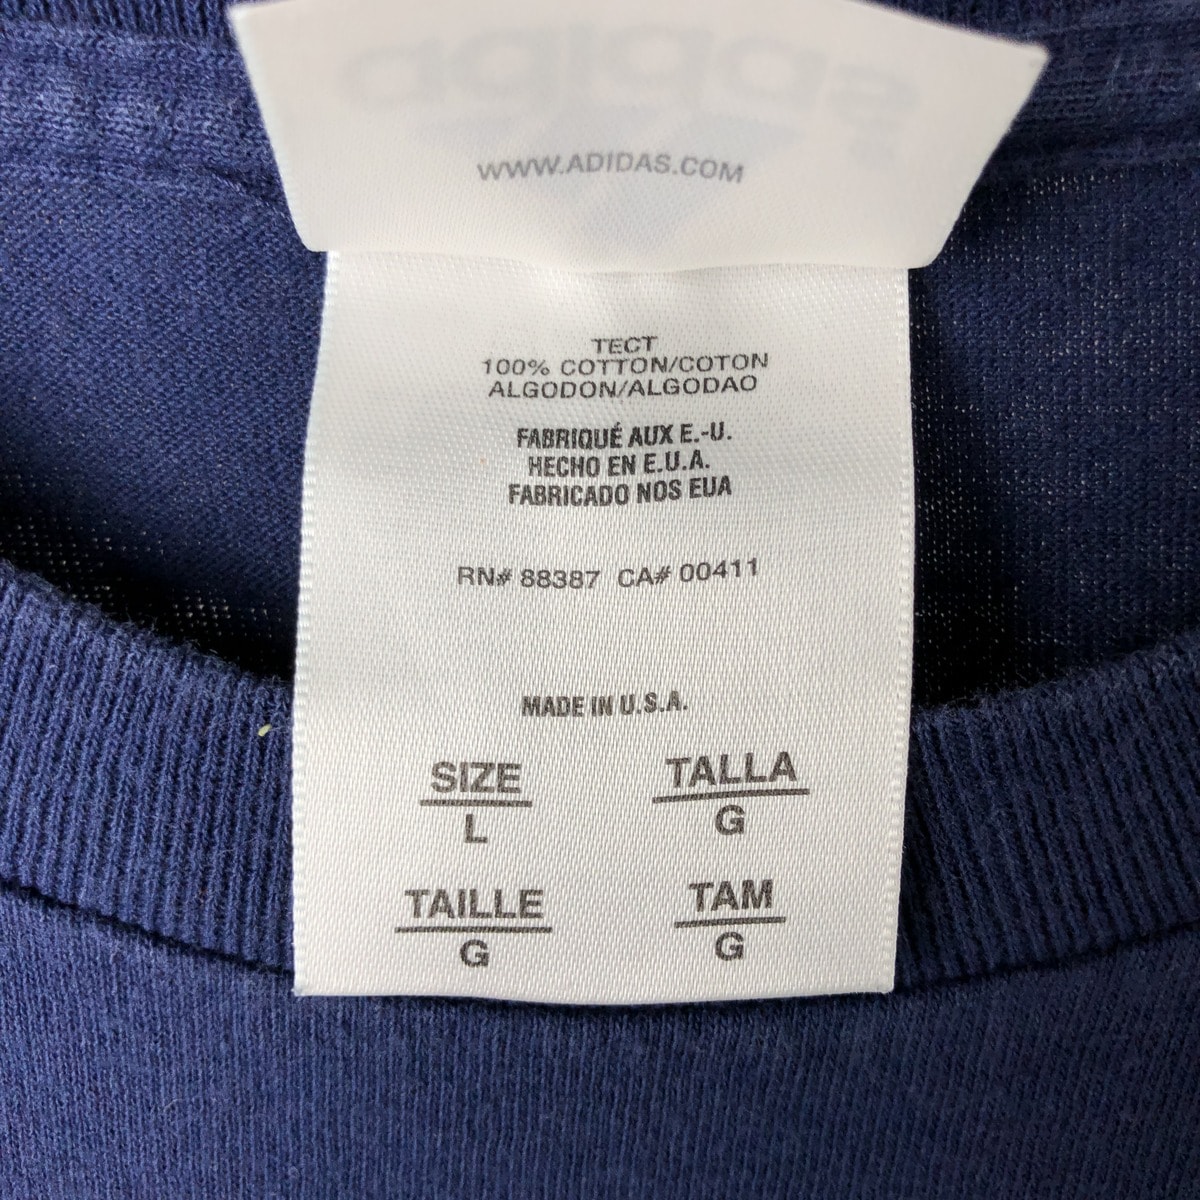 WWW.ADIDAS.COM
TECT
100% COTTON/COTON
ALGODON/ALGODAO
FABRIQUÉ AUX E.-U.
HECHO EN E.U.A.
FABRICADO NOS EUA
RN# 88387 CA# 00411
MADE IN U.S.A.
SIZE TALLA
L G
TAILLE TAM
G G